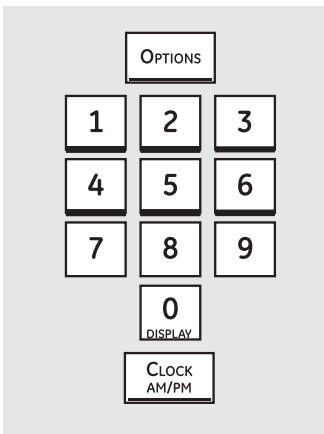 OPTIONS
1 2 3
4 5 6
7 8 9
0
DISPLAY
CLOCK
AM/PM